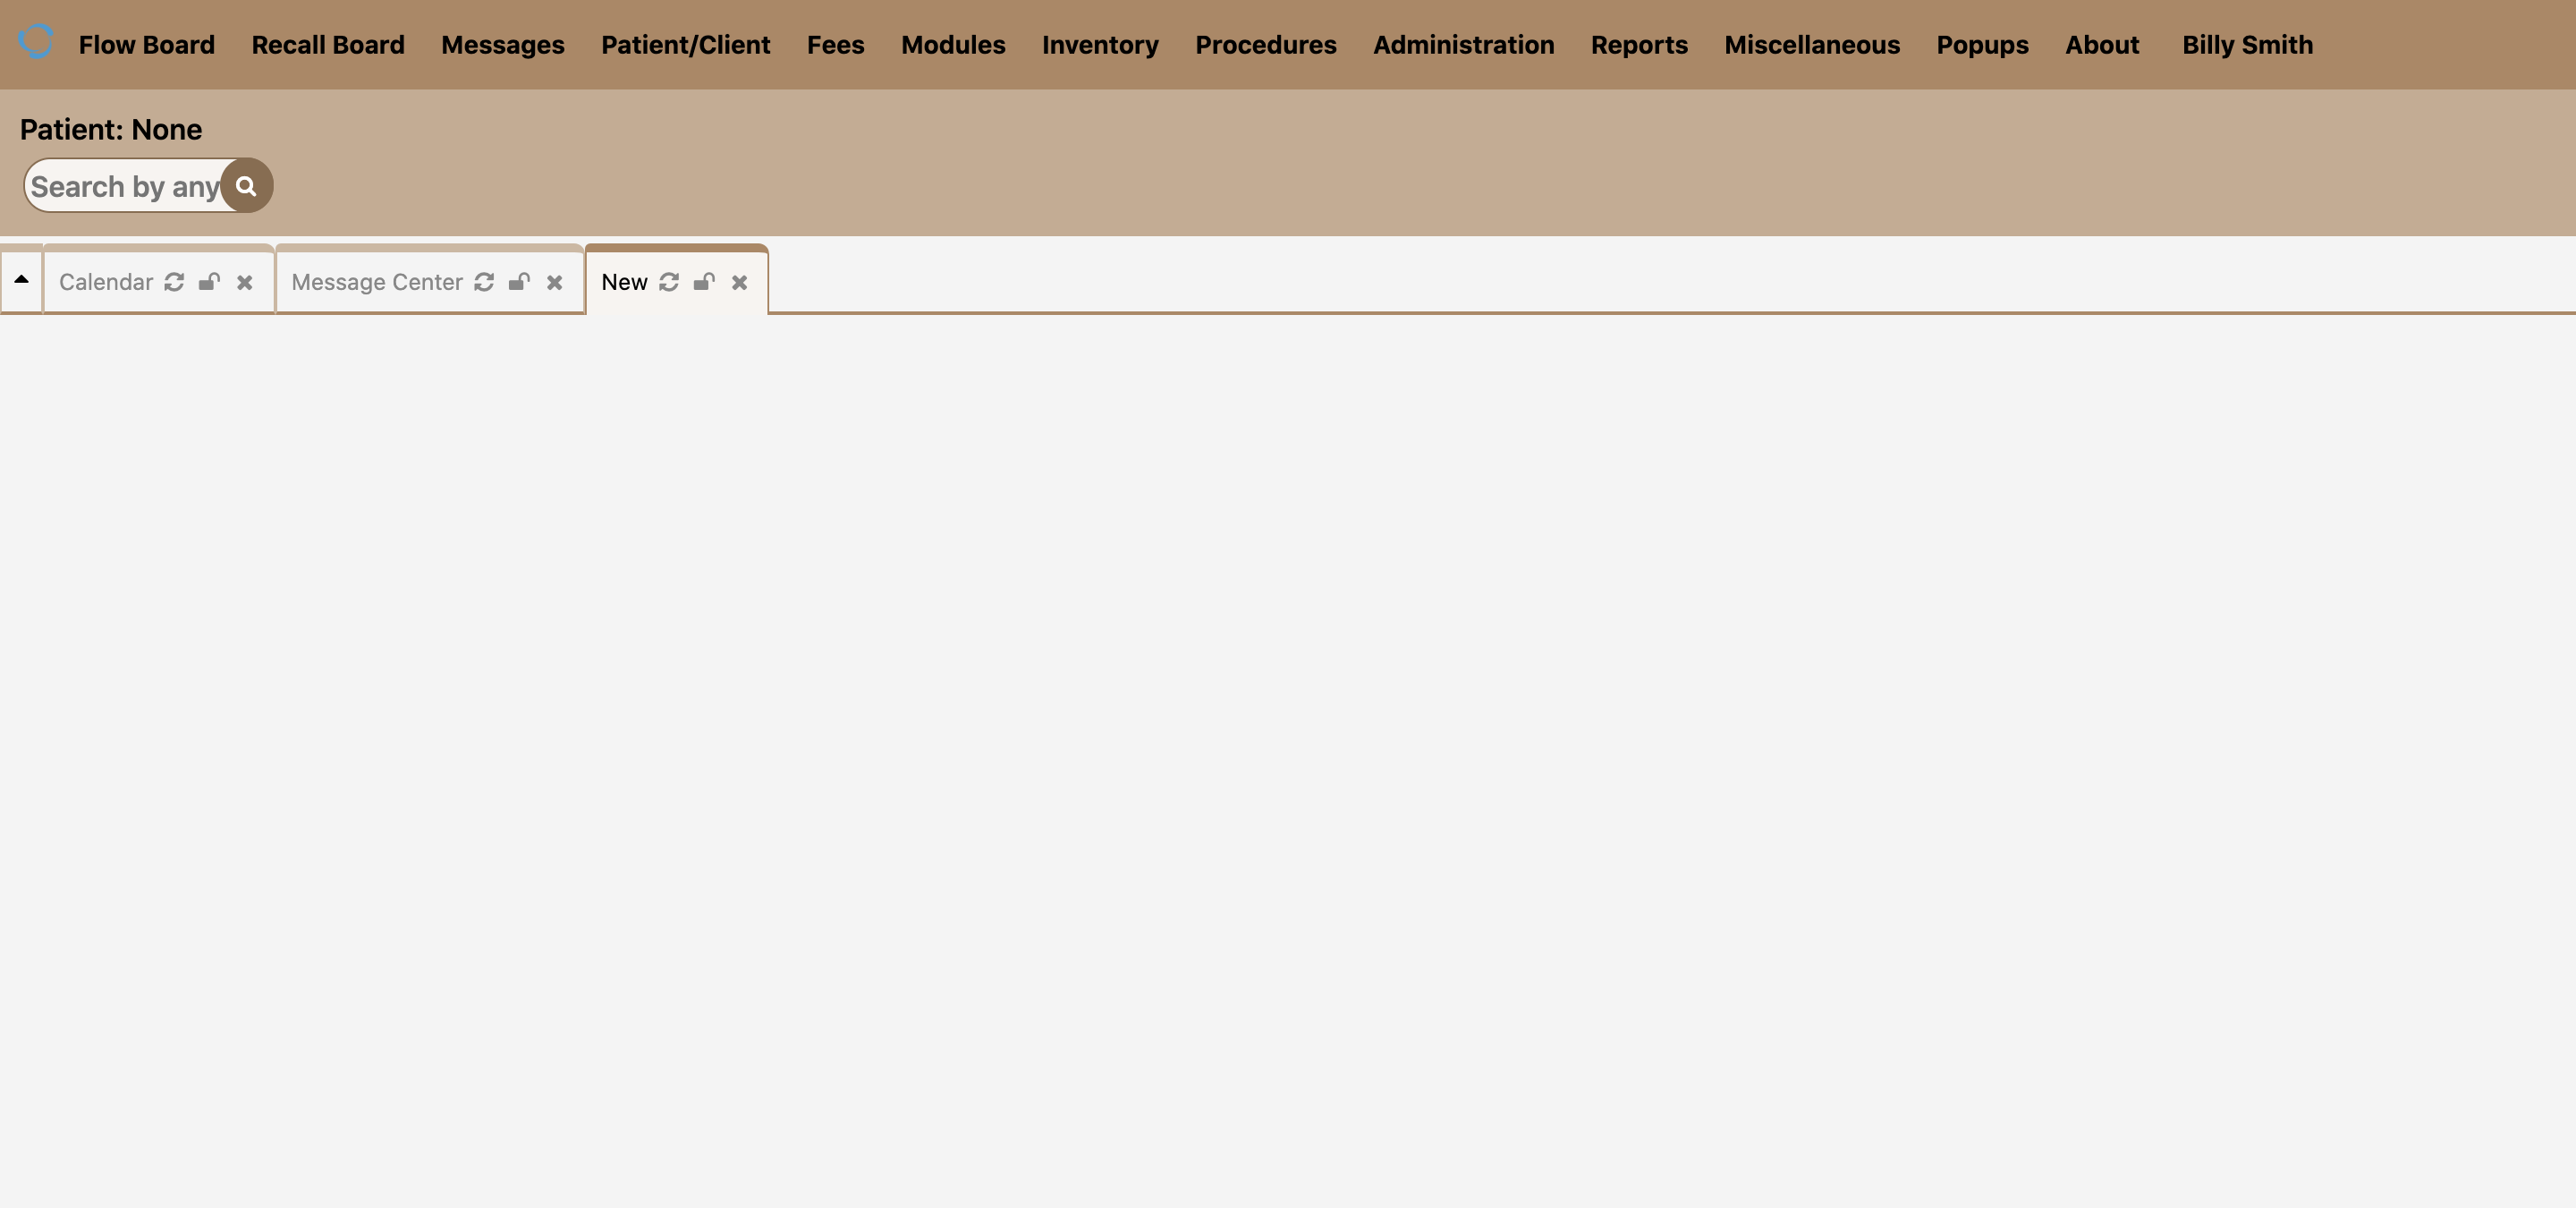 Flow Board Recall Board Messages Patient/Client Fees Modules Inventory Procedures Administration Reports Miscellaneous Popups About Billy Smith
Patient: None
Search by any
Calendar Message Center New